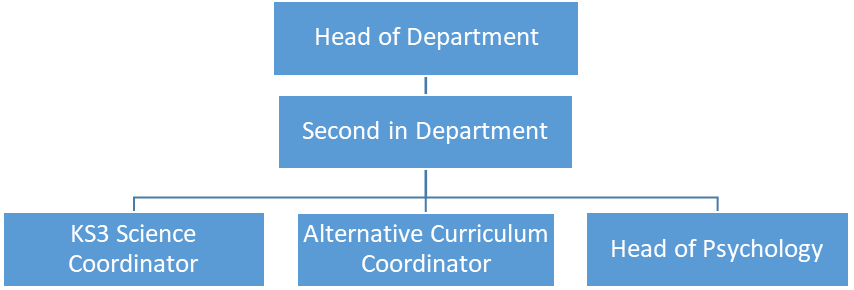 Head of Department
Second in Department
KS3 Science
Coordinator
Alternative Curriculum
Coordinator
Head of Psychology